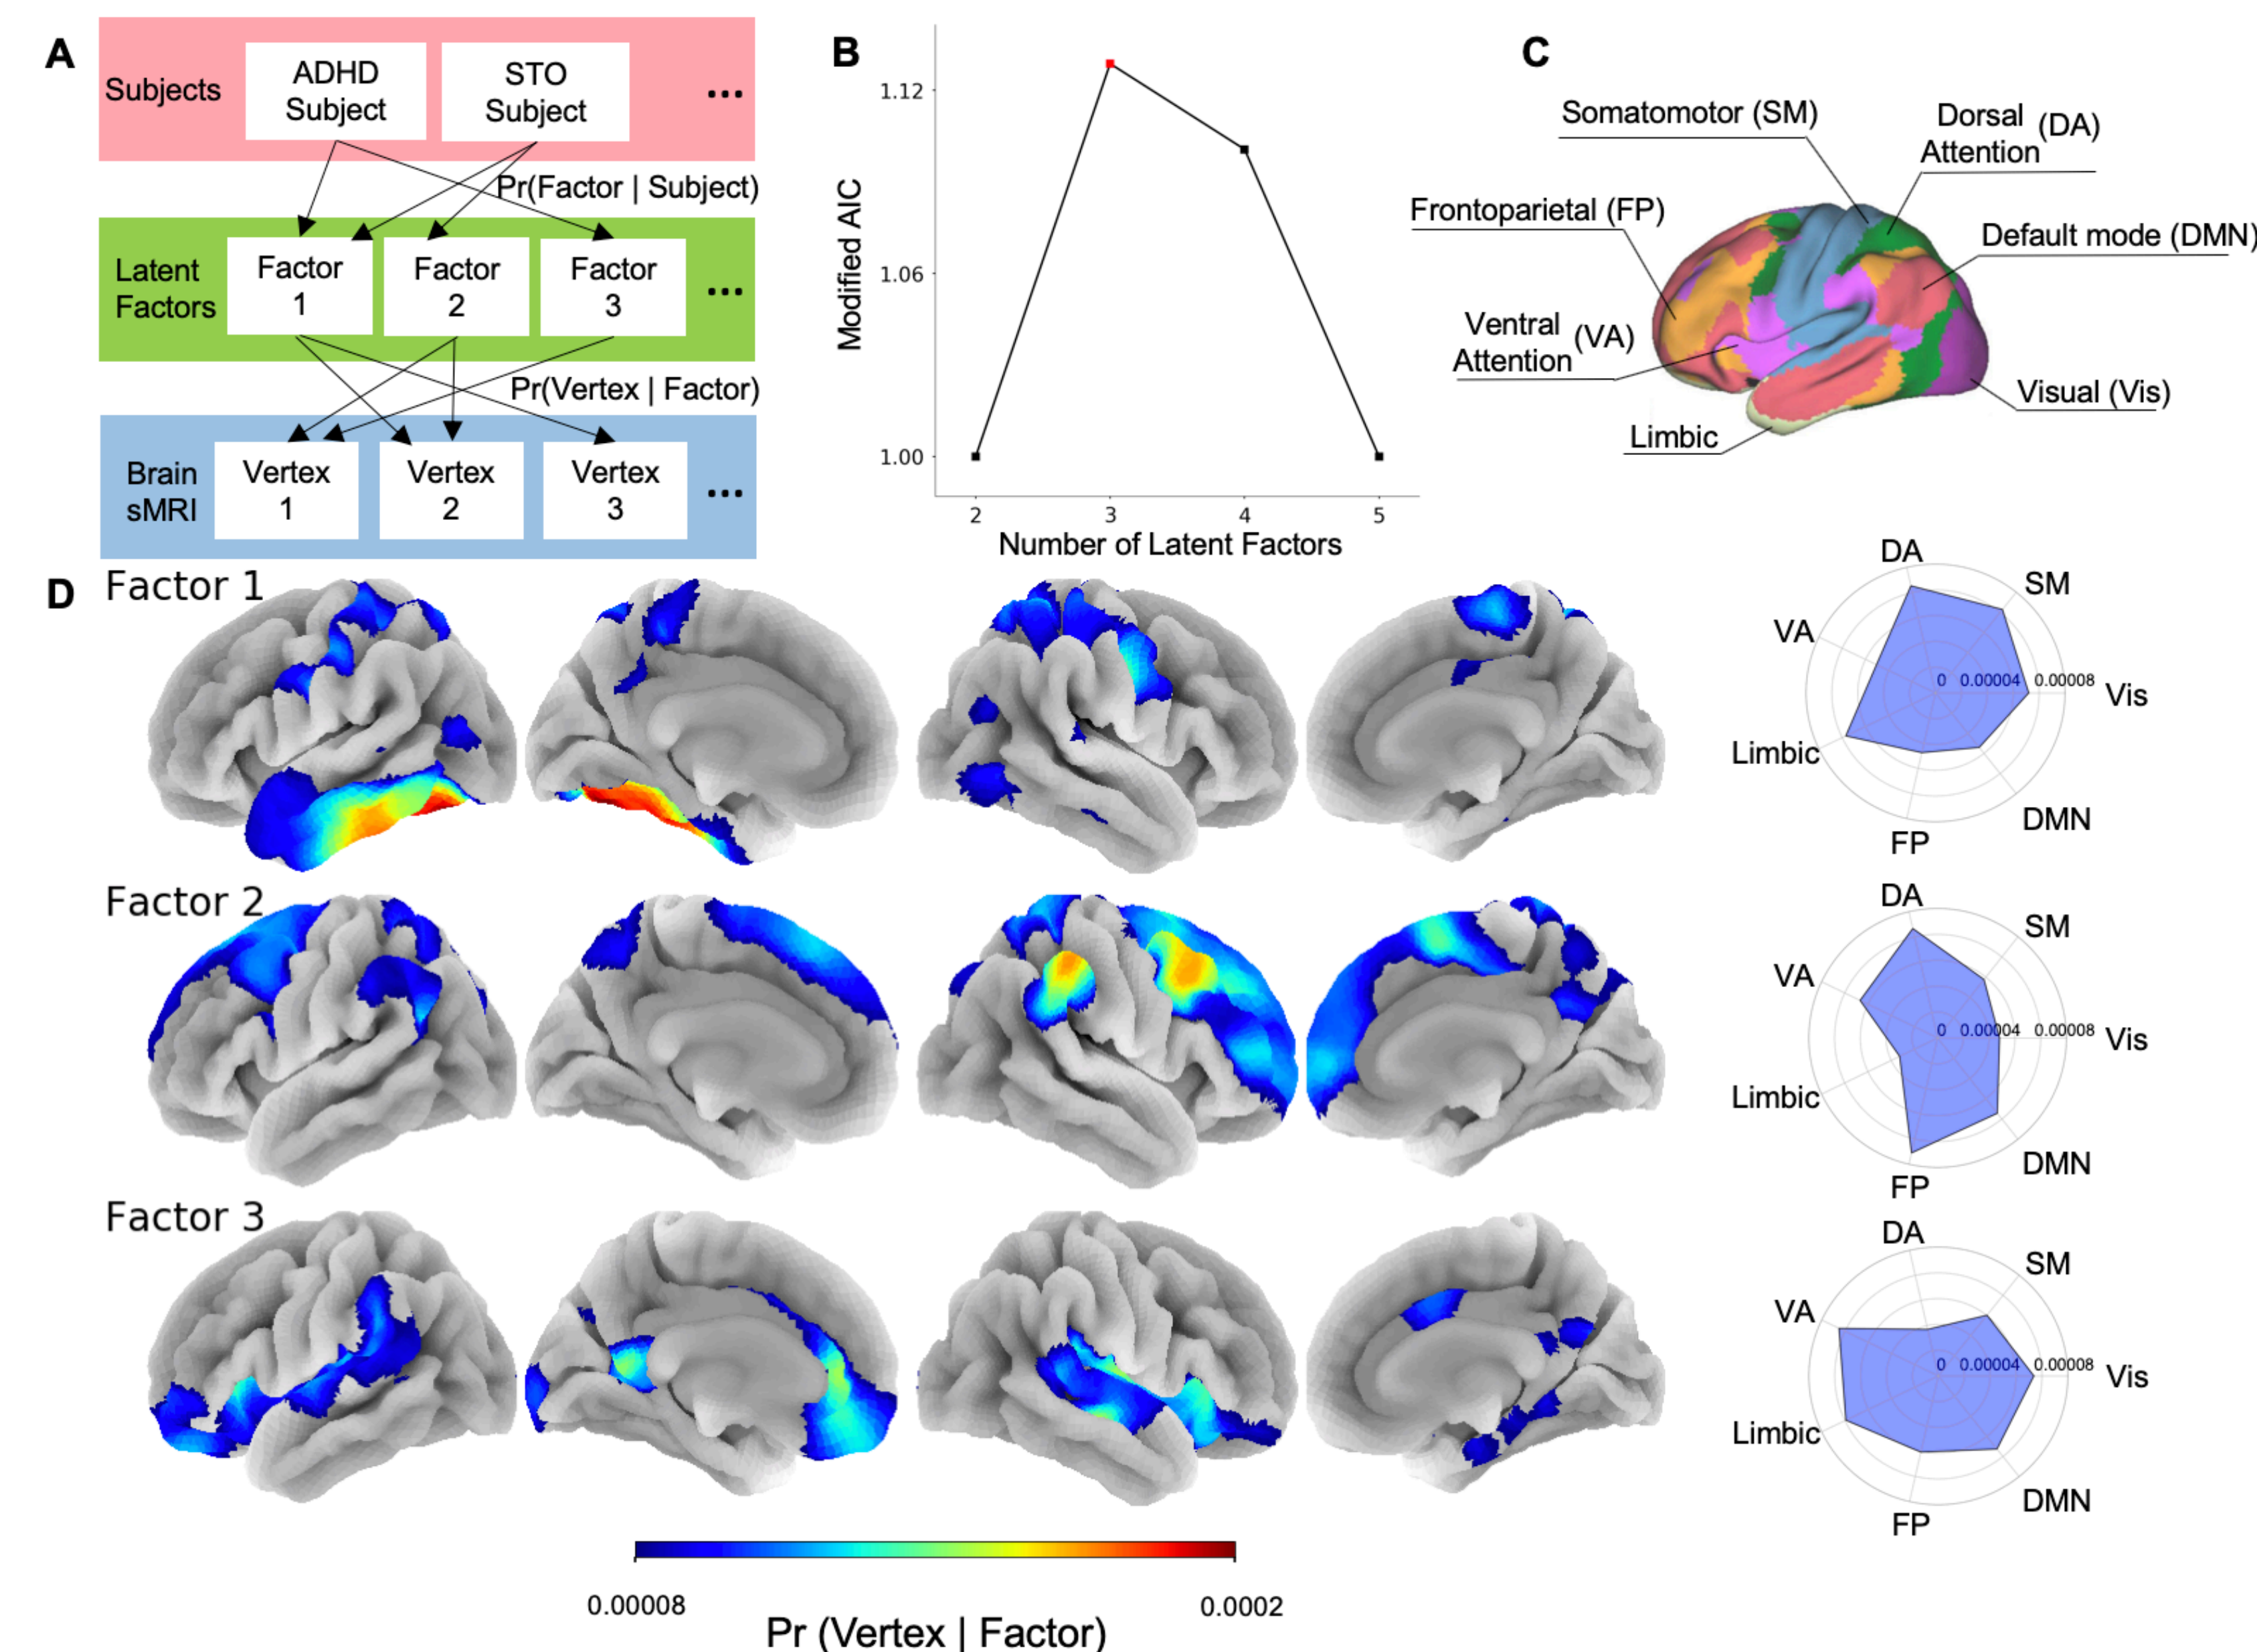 A
Subjects
ADHD
Subject
STO
Subject
...
Pr(Factor | Subject)
Latent
Factors
Factor
1
Factor
2
Factor
3
...
Pr(Vertex | Factor)
Brain
sMRI
Vertex
1
Vertex
2
Vertex
3
...
B
Modified AIC
1.12
1.06
1.00
2
3
4
5
Number of Latent Factors
C
Somatomotor (SM)
Dorsal
Attention
(DA)
Frontoparietal (FP)
Default mode (DMN)
Ventral
Attention
(VA)
Visual (Vis)
Limbic
D
Factor 1
DA
SM
VA
0 0.00004 0.00008
Vis
Limbic
DMN
FP
Factor 2
DA
SM
VA
0 0.00004 0.00008
Vis
Limbic
DMN
FP
Factor 3
DA
SM
VA
0 0.00004 0.00008
Vis
Limbic
DMN
FP
0.00008
0.0002
Pr (Vertex | Factor)